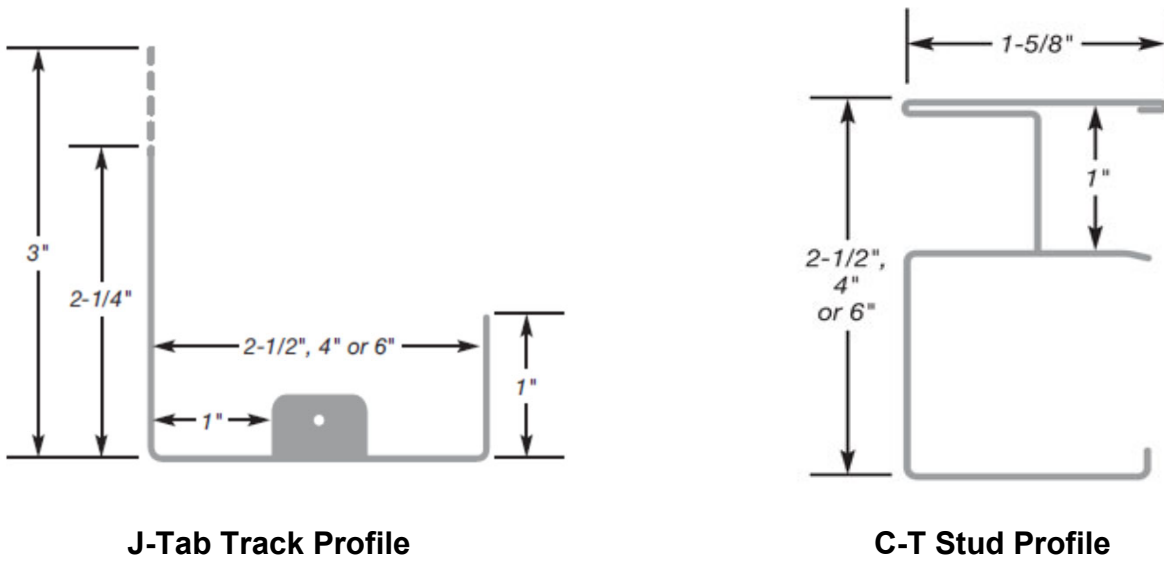 3"
2-1/4"
2-1/2", 4" or 6"
1"
1"
J-Tab Track Profile
1-5/8"
1"
2-1/2",
4"
or 6"
C-T Stud Profile